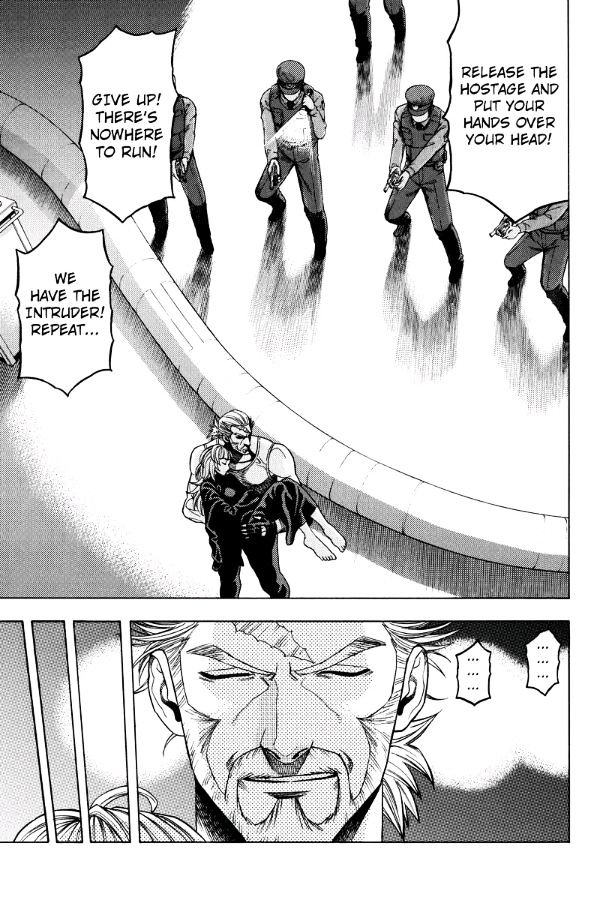 RELEASE THE
HOSTAGE AND
PUT YOUR
HANDS OVER
YOUR HEAD!
GIVE UP!
THERE'S
NOWHERE
TO RUN!
WE
HAVE THE
INTRUDER!
REPEAT...
...
...
...
...
...
...